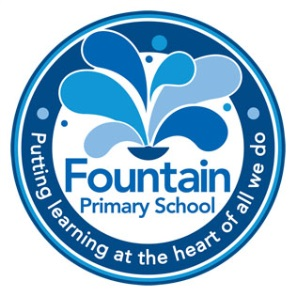 Fountain
Primary School
Putting learning at the heart of all we do